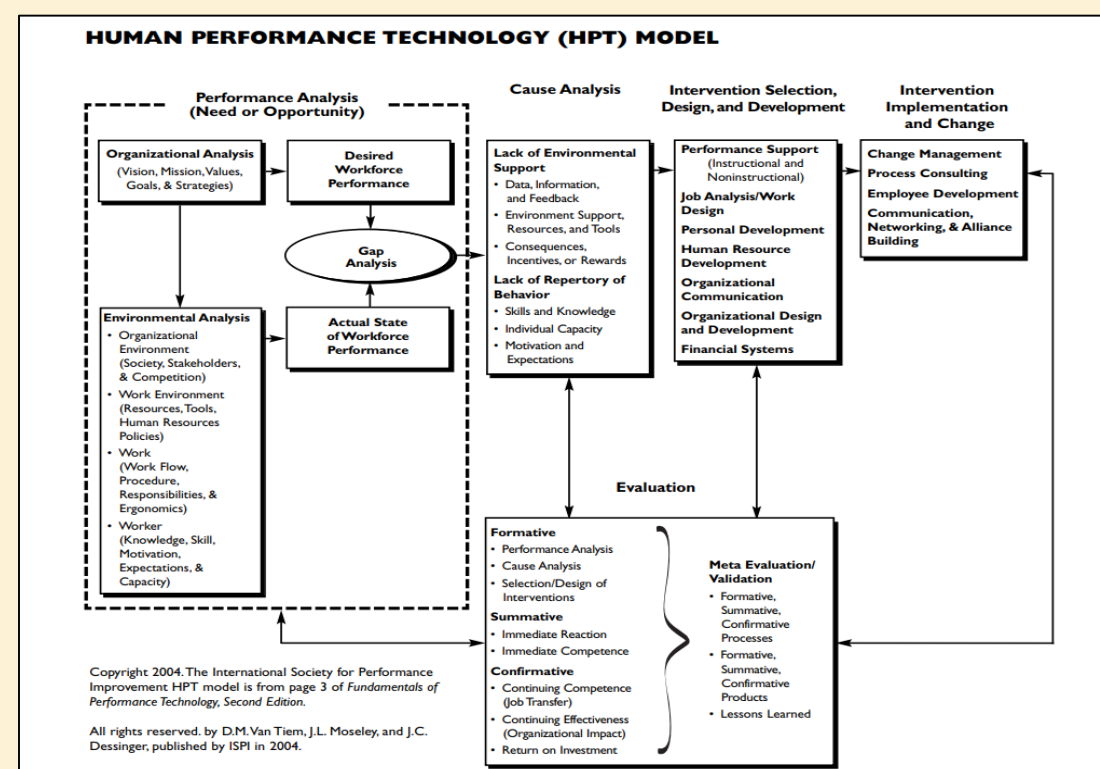 HUMAN PERFORMANCE TECHNOLOGY (HPT) MODEL
Performance Analysis
(Need or Opportunity)
Organizational Analysis
(Vision, Mission, Values,
Goals, & Strategies)
Desired
Workforce
Performance
Gap
Analysis
Environmental Analysis
• Organizational
Environment
(Society, Stakeholders,
& Competition)
• Work Environment
(Resources, Tools,
Human Resources
Policies)
• Work
(Work Flow,
Procedure,
Responsibilities, &
Ergonomics)
• Worker
(Knowledge, Skill,
Motivation,
Expectations, &
Capacity)
Actual State
of Workforce
Performance
Cause Analysis
Lack of Environmental
Support
• Data, Information,
and Feedback
• Environment Support,
Resources, and Tools
• Consequences,
Incentives, or Rewards
Lack of Repertory of
Behavior
• Skills and Knowledge
• Individual Capacity
• Motivation and
Expectations
Intervention Selection,
Design, and Development
Performance Support
(Instructional and
Noninstructional)
Job Analysis/Work
Design
Personal Development
Human Resource
Development
Organizational
Communication
Organizational Design
and Development
Financial Systems
Intervention
Implementation
and Change
Change Management
Process Consulting
Employee Development
Communication,
Networking, & Alliance
Building
Evaluation
Formative
• Performance Analysis
• Cause Analysis
• Selection/Design of
Interventions
Summative
• Immediate Reaction
• Immediate Competence
Confirmative
• Continuing Competence
(Job Transfer)
• Continuing Effectiveness
(Organizational Impact)
• Return on Investment
Meta Evaluation/
Validation
• Formative,
Summative,
Confirmative
Processes
• Formative,
Summative,
Confirmative
Products
• Lessons Learned
Copyright 2004. The International Society for Performance
Improvement HPT model is from page 3 of Fundamentals of
Performance Technology, Second Edition.
All rights reserved. by D.M. Van Tiem, J.L. Moseley, and J.C.
Dessinger, published by ISPI in 2004.